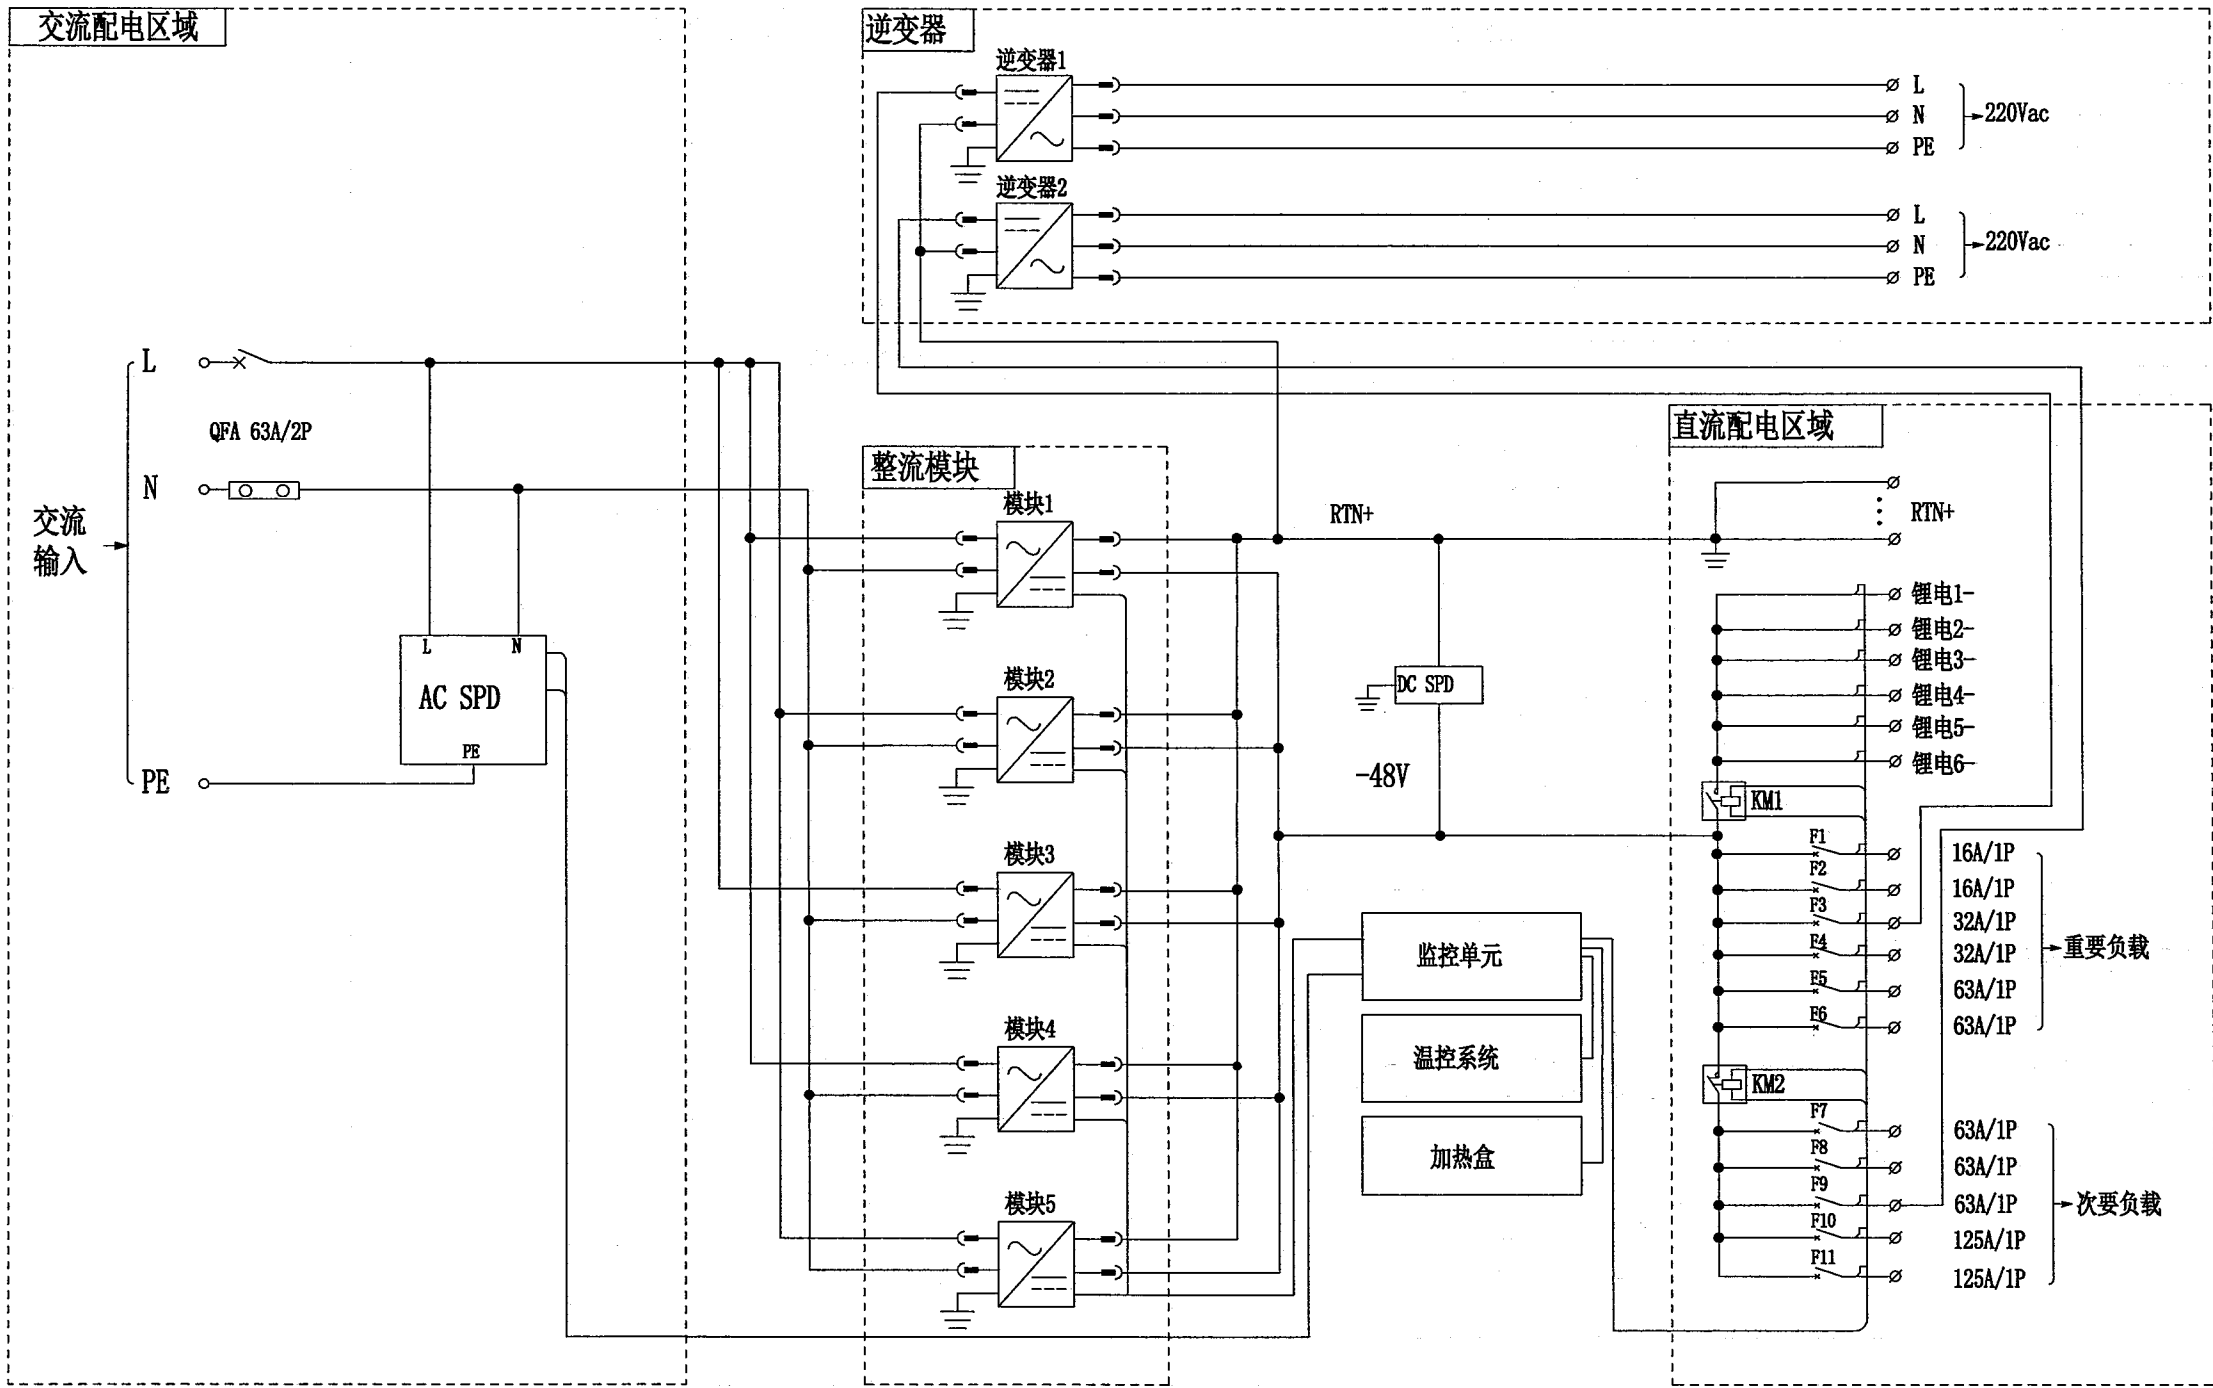 交流配电区域
L
QFA 63A/2P
N
交流
输入
PE
L
N
AC SPD
PE
逆变器
逆变器1
L
N
PE
220Vac
逆变器2
L
N
PE
220Vac
整流模块
模块1
模块2
模块3
模块4
模块5
RTN+
DC SPD
-48V
监控单元
温控系统
加热盒
直流配电区域
RTN+
锂电1-
锂电2-
锂电3-
锂电4-
锂电5-
锂电6-
KM1
F1 16A/1P
F2 16A/1P
F3 32A/1P
F4 32A/1P
F5 63A/1P
F6 63A/1P
重要负载
KM2
F7 63A/1P
F8 63A/1P
F9 63A/1P
F10 125A/1P
F11 125A/1P
次要负载